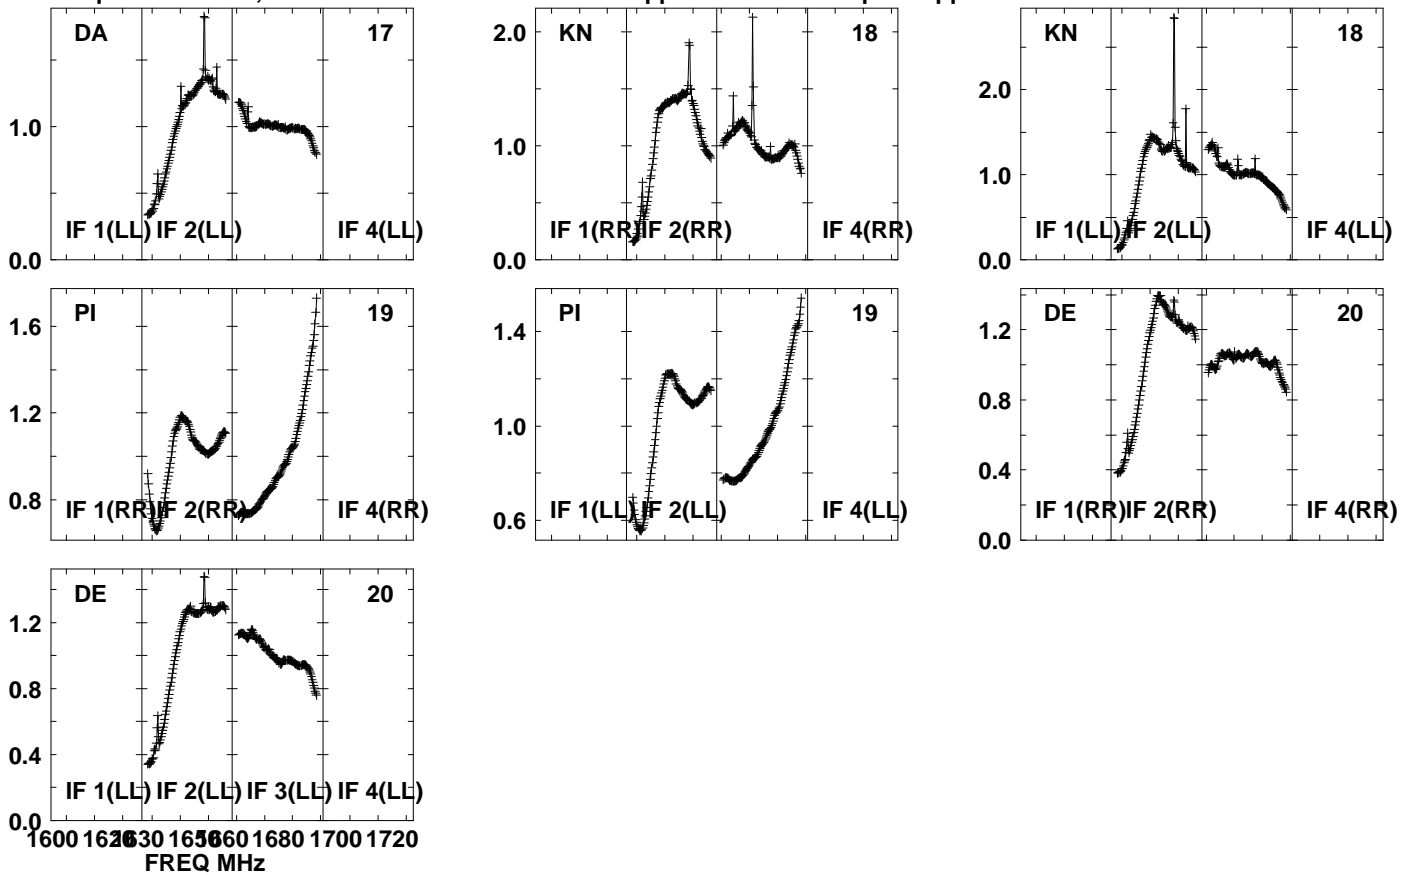 DA 17
KN 18
KN 18
1.0
2.0
1.0
2.0
1.0
IF 1(LL) IF 2(LL) IF 4(LL)
IF 1(RR) IF 2(RR) IF 4(RR)
IF 1(LL) IF 2(LL) IF 4(LL)
0.0
0.0
0.0
PI 19
PI 19
DE 20
1.6
1.2
0.8
1.4
1.0
0.6
1.2
0.8
0.4
0.0
IF 1(RR) IF 2(RR) IF 4(RR)
IF 1(LL) IF 2(LL) IF 4(LL)
IF 1(RR) IF 2(RR) IF 4(RR)
DE 20
1.2
0.8
0.4
0.0
IF 1(LL) IF 2(LL) IF 3(LL) IF 4(LL)
1600 1680 1700 1720
FREQ MHz